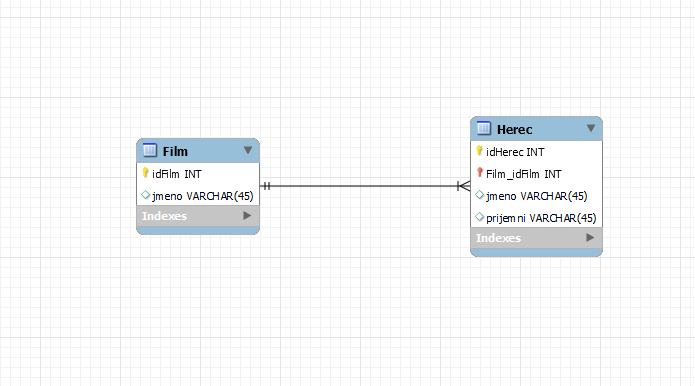 Film
idFilm INT
jmeno VARCHAR(45)
Indexes
Herec
idHerec INT
Film_idFilm INT
jmeno VARCHAR(45)
prijemni VARCHAR(45)
Indexes